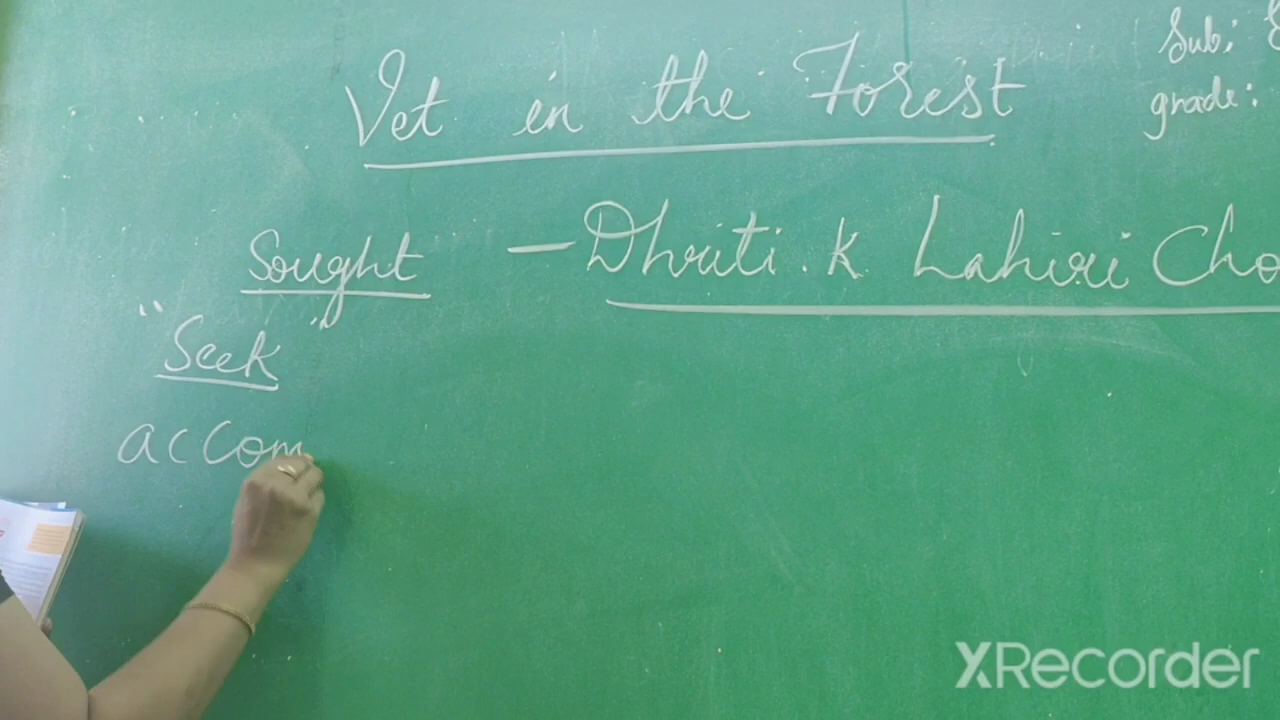 Sub:
grade:
Vet in the Forest
Sought - Dhriti. K Lahiri Cho
"Seek"
accom
XRecorder